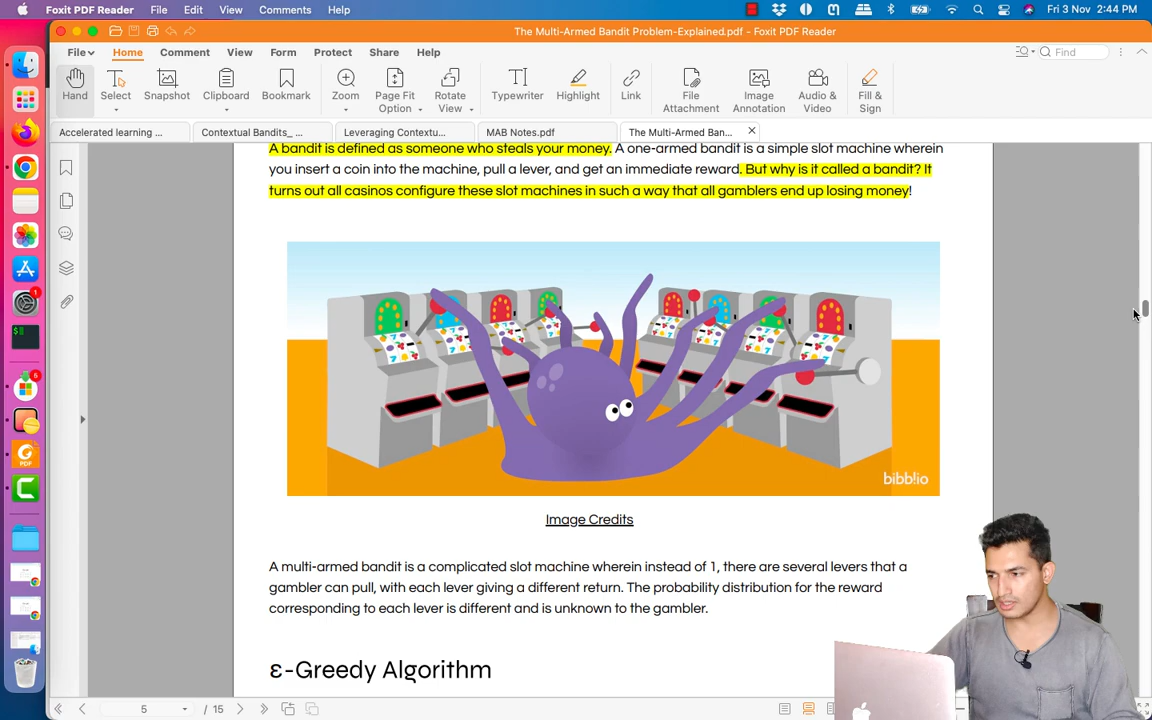 Foxit PDF Reader File Edit View Comments Help Fri 3 Nov 2:44 PM
The Multi-Armed Bandit Problem-Explained.pdf - Foxit PDF Reader
File Home Comment View Form Protect Share Help Find
Hand Select Snapshot Clipboard Bookmark Zoom Page Fit Option Rotate View Typewriter Highlight Link File Attachment Image Annotation Audio & Video Fill & Sign
Accelerated learning ... Contextual Bandits_ ... Leveraging Contextu... MAB Notes.pdf The Multi-Armed Ban...
A bandit is defined as someone who steals your money. A one-armed bandit is a simple slot machine wherein
you insert a coin into the machine, pull a lever, and get an immediate reward. But why is it called a bandit? It
turns out all casinos configure these slot machines in such a way that all gamblers end up losing money!
bibblio
Image Credits
A multi-armed bandit is a complicated slot machine wherein instead of 1, there are several levers that a
gambler can pull, with each lever giving a different return. The probability distribution for the reward
corresponding to each lever is different and is unknown to the gambler.
ε-Greedy Algorithm
5 / 15